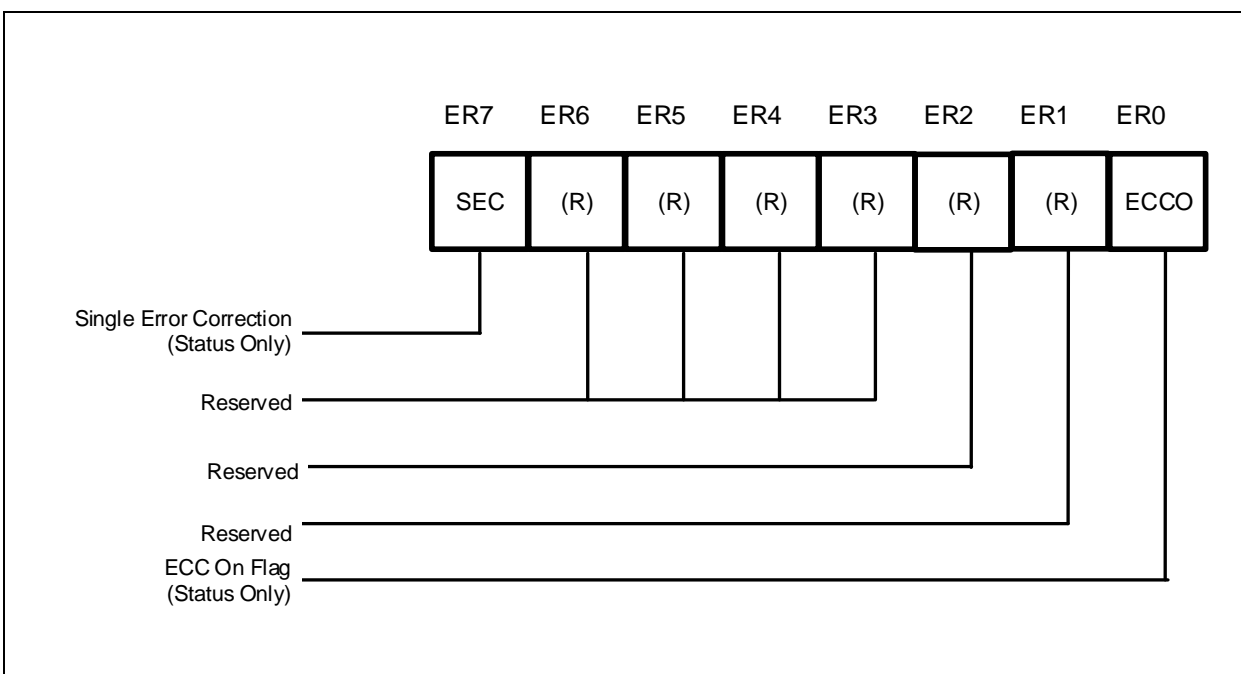 ER7 ER6 ER5 ER4 ER3 ER2 ER1 ER0
SEC (R) (R) (R) (R) (R) (R) ECCO
Single Error Correction
(Status Only)
Reserved
Reserved
Reserved
ECC On Flag
(Status Only)